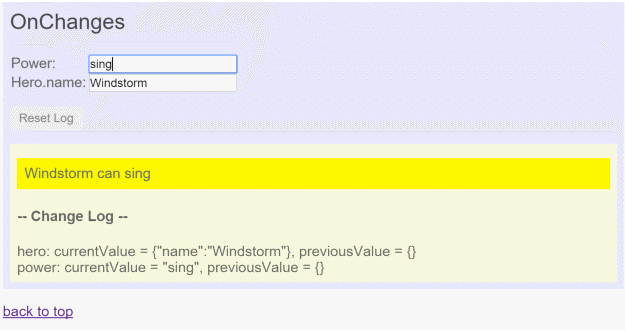 OnChanges
Power: sing
Hero.name: Windstorm
Reset Log
Windstorm can sing
-- Change Log --
hero: currentValue = {"name":"Windstorm"}, previousValue = {}
power: currentValue = "sing", previousValue = {}
back to top